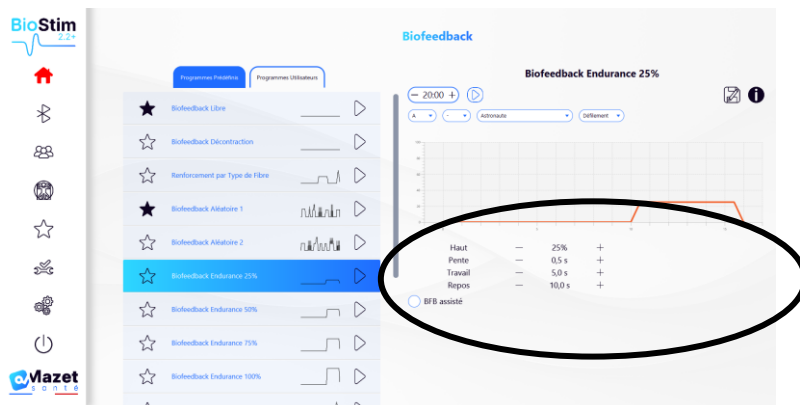 BioStim
2.2+
Biofeedback
Programmes Prédéfinis
Programmes Utilisateurs
Biofeedback Libre
Biofeedback Décontraction
Renforcement par Type de Fibre
Biofeedback Aléatoire 1
Biofeedback Aléatoire 2
Biofeedback Endurance 25%
Biofeedback Endurance 50%
Biofeedback Endurance 75%
Biofeedback Endurance 100%
Biofeedback Endurance 25%
− 20:00 +
A - Astronaute Défilement
Haut − 25% +
Pente − 0,5 s +
Travail − 5,0 s +
Repos − 10,0 s +
BFB assisté
Mazet
santé